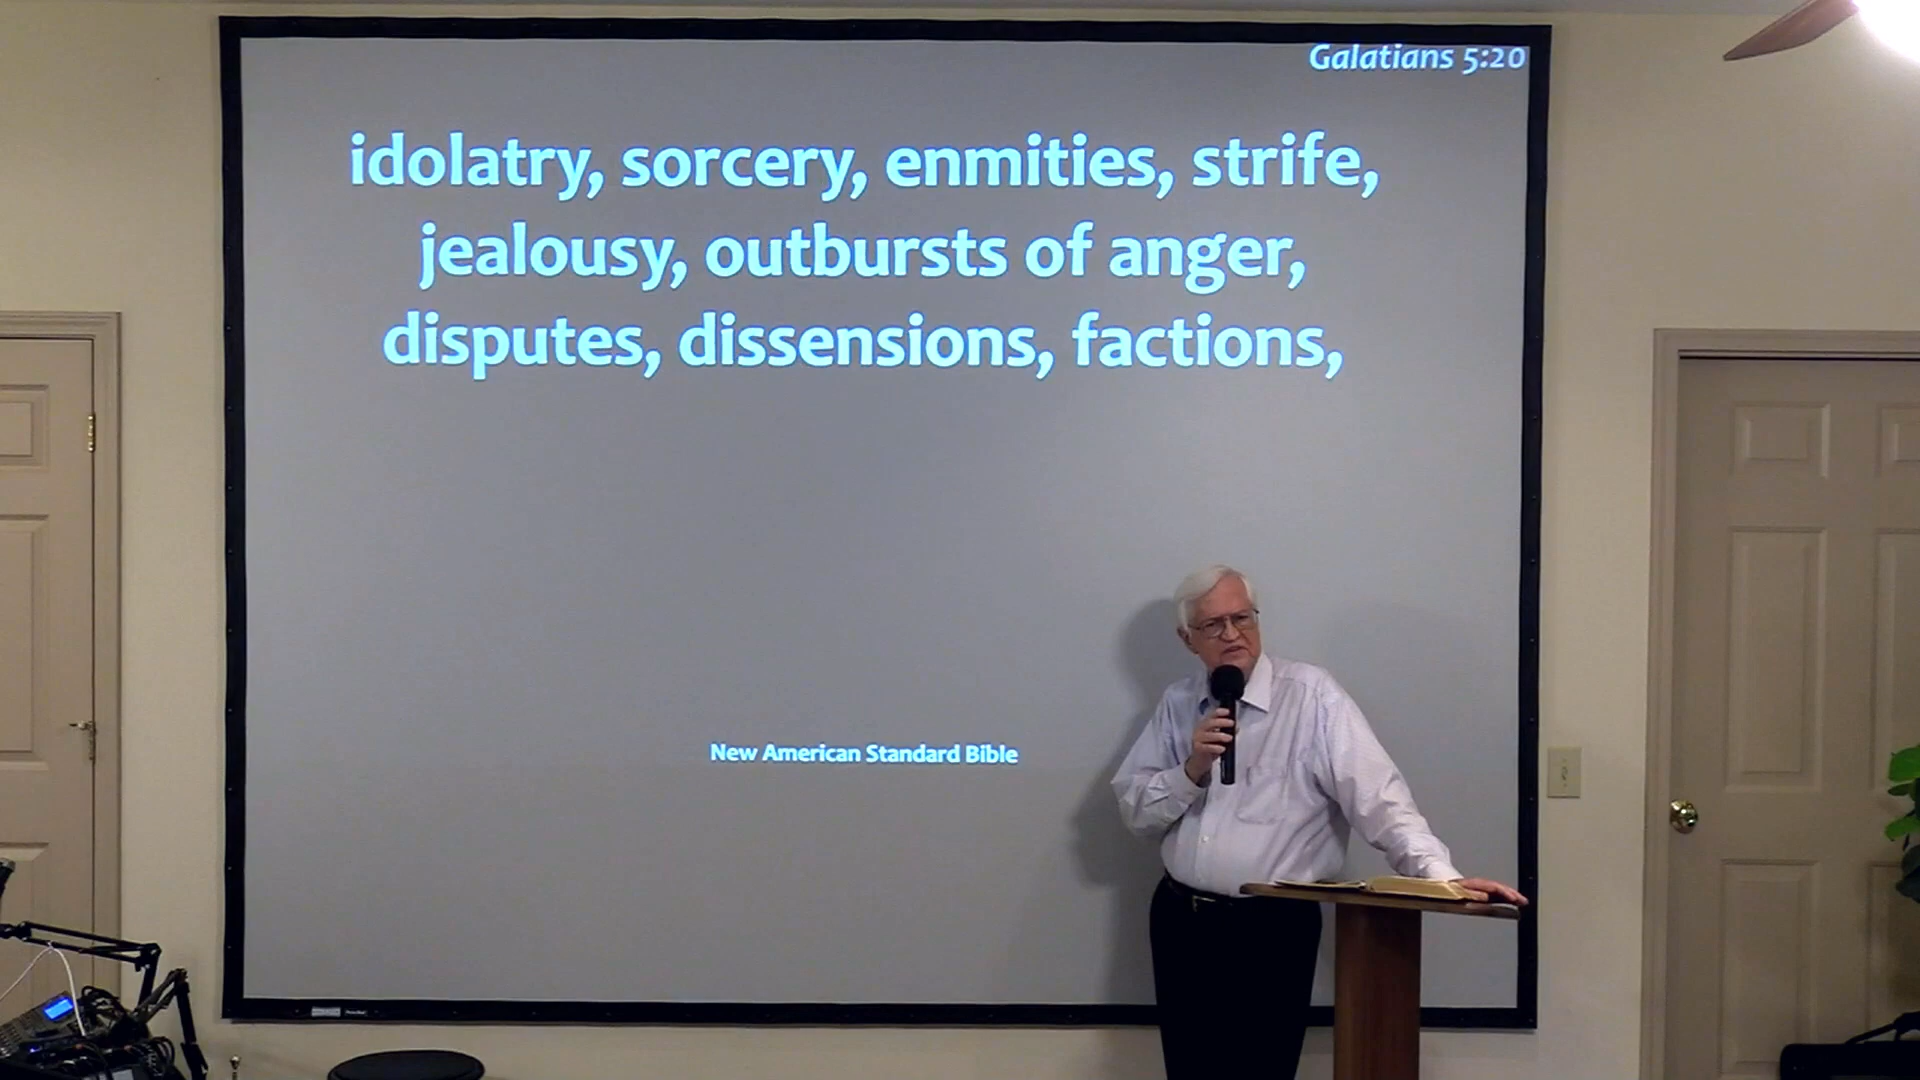 Galatians 5:20
idolatry, sorcery, enmities, strife,
jealousy, outbursts of anger,
disputes, dissensions, factions,
New American Standard Bible